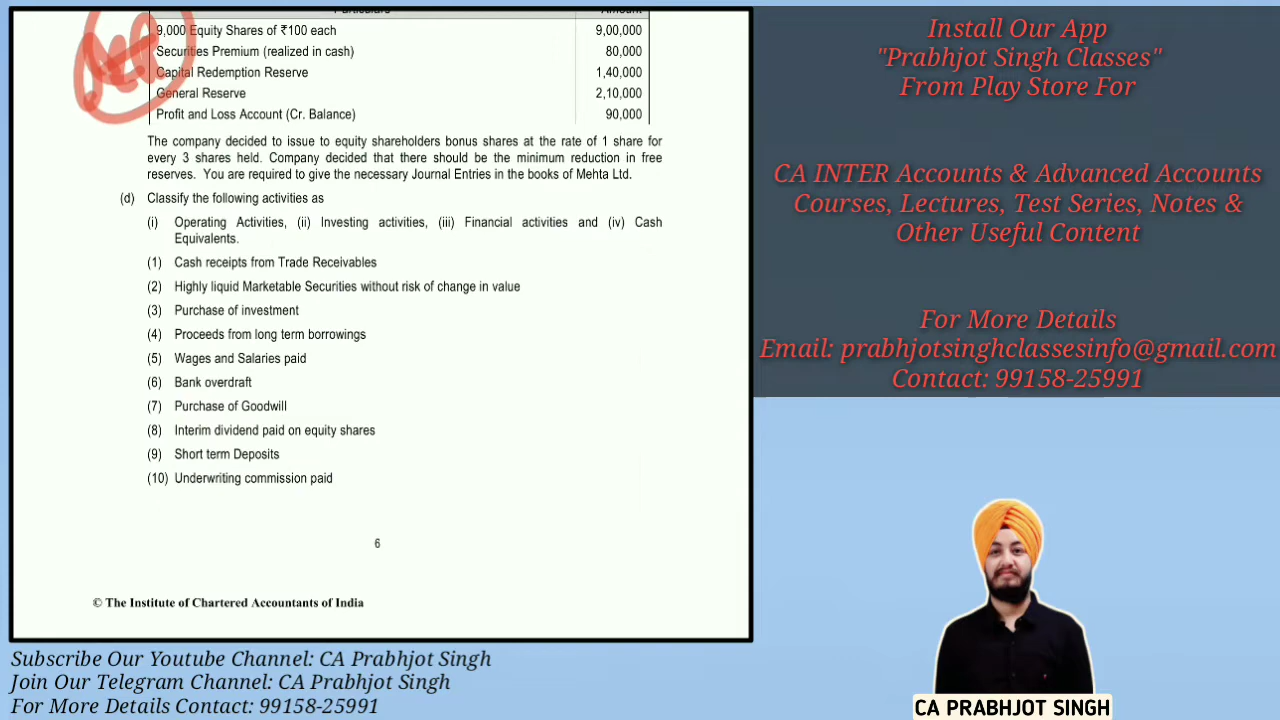 Particulars Amount
9,000 Equity Shares of ₹100 each 9,00,000
Securities Premium (realized in cash) 80,000
Capital Redemption Reserve 1,40,000
General Reserve 2,10,000
Profit and Loss Account (Cr. Balance) 90,000
The company decided to issue to equity shareholders bonus shares at the rate of 1 share for
every 3 shares held. Company decided that there should be the minimum reduction in free
reserves. You are required to give the necessary Journal Entries in the books of Mehta Ltd.
(d) Classify the following activities as
(i) Operating Activities, (ii) Investing activities, (iii) Financial activities and (iv) Cash
Equivalents.
(1) Cash receipts from Trade Receivables
(2) Highly liquid Marketable Securities without risk of change in value
(3) Purchase of investment
(4) Proceeds from long term borrowings
(5) Wages and Salaries paid
(6) Bank overdraft
(7) Purchase of Goodwill
(8) Interim dividend paid on equity shares
(9) Short term Deposits
(10) Underwriting commission paid
6
© The Institute of Chartered Accountants of India
Install Our App
"Prabhjot Singh Classes"
From Play Store For
CA INTER Accounts & Advanced Accounts
Courses, Lectures, Test Series, Notes &
Other Useful Content
For More Details
Email: prabhjotsinghclassesinfo@gmail.com
Contact: 99158-25991
Subscribe Our Youtube Channel: CA Prabhjot Singh
Join Our Telegram Channel: CA Prabhjot Singh
For More Details Contact: 99158-25991
CA PRABHJOT SINGH